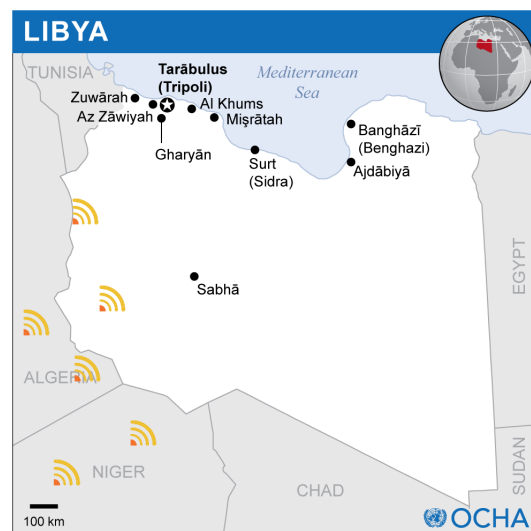 LIBYA
TUNISIA
Tarābulus
(Tripoli)
Mediterranean
Sea
Zuwārah
Az Zāwiyah
Al Khums
Mişrātah
Gharyān
Surt
(Sidra)
Banghāzī
(Benghazi)
Ajdābiyā
Sabhā
EGYPT
ALGERIA
NIGER
CHAD
SUDAN
100 km
OCHA